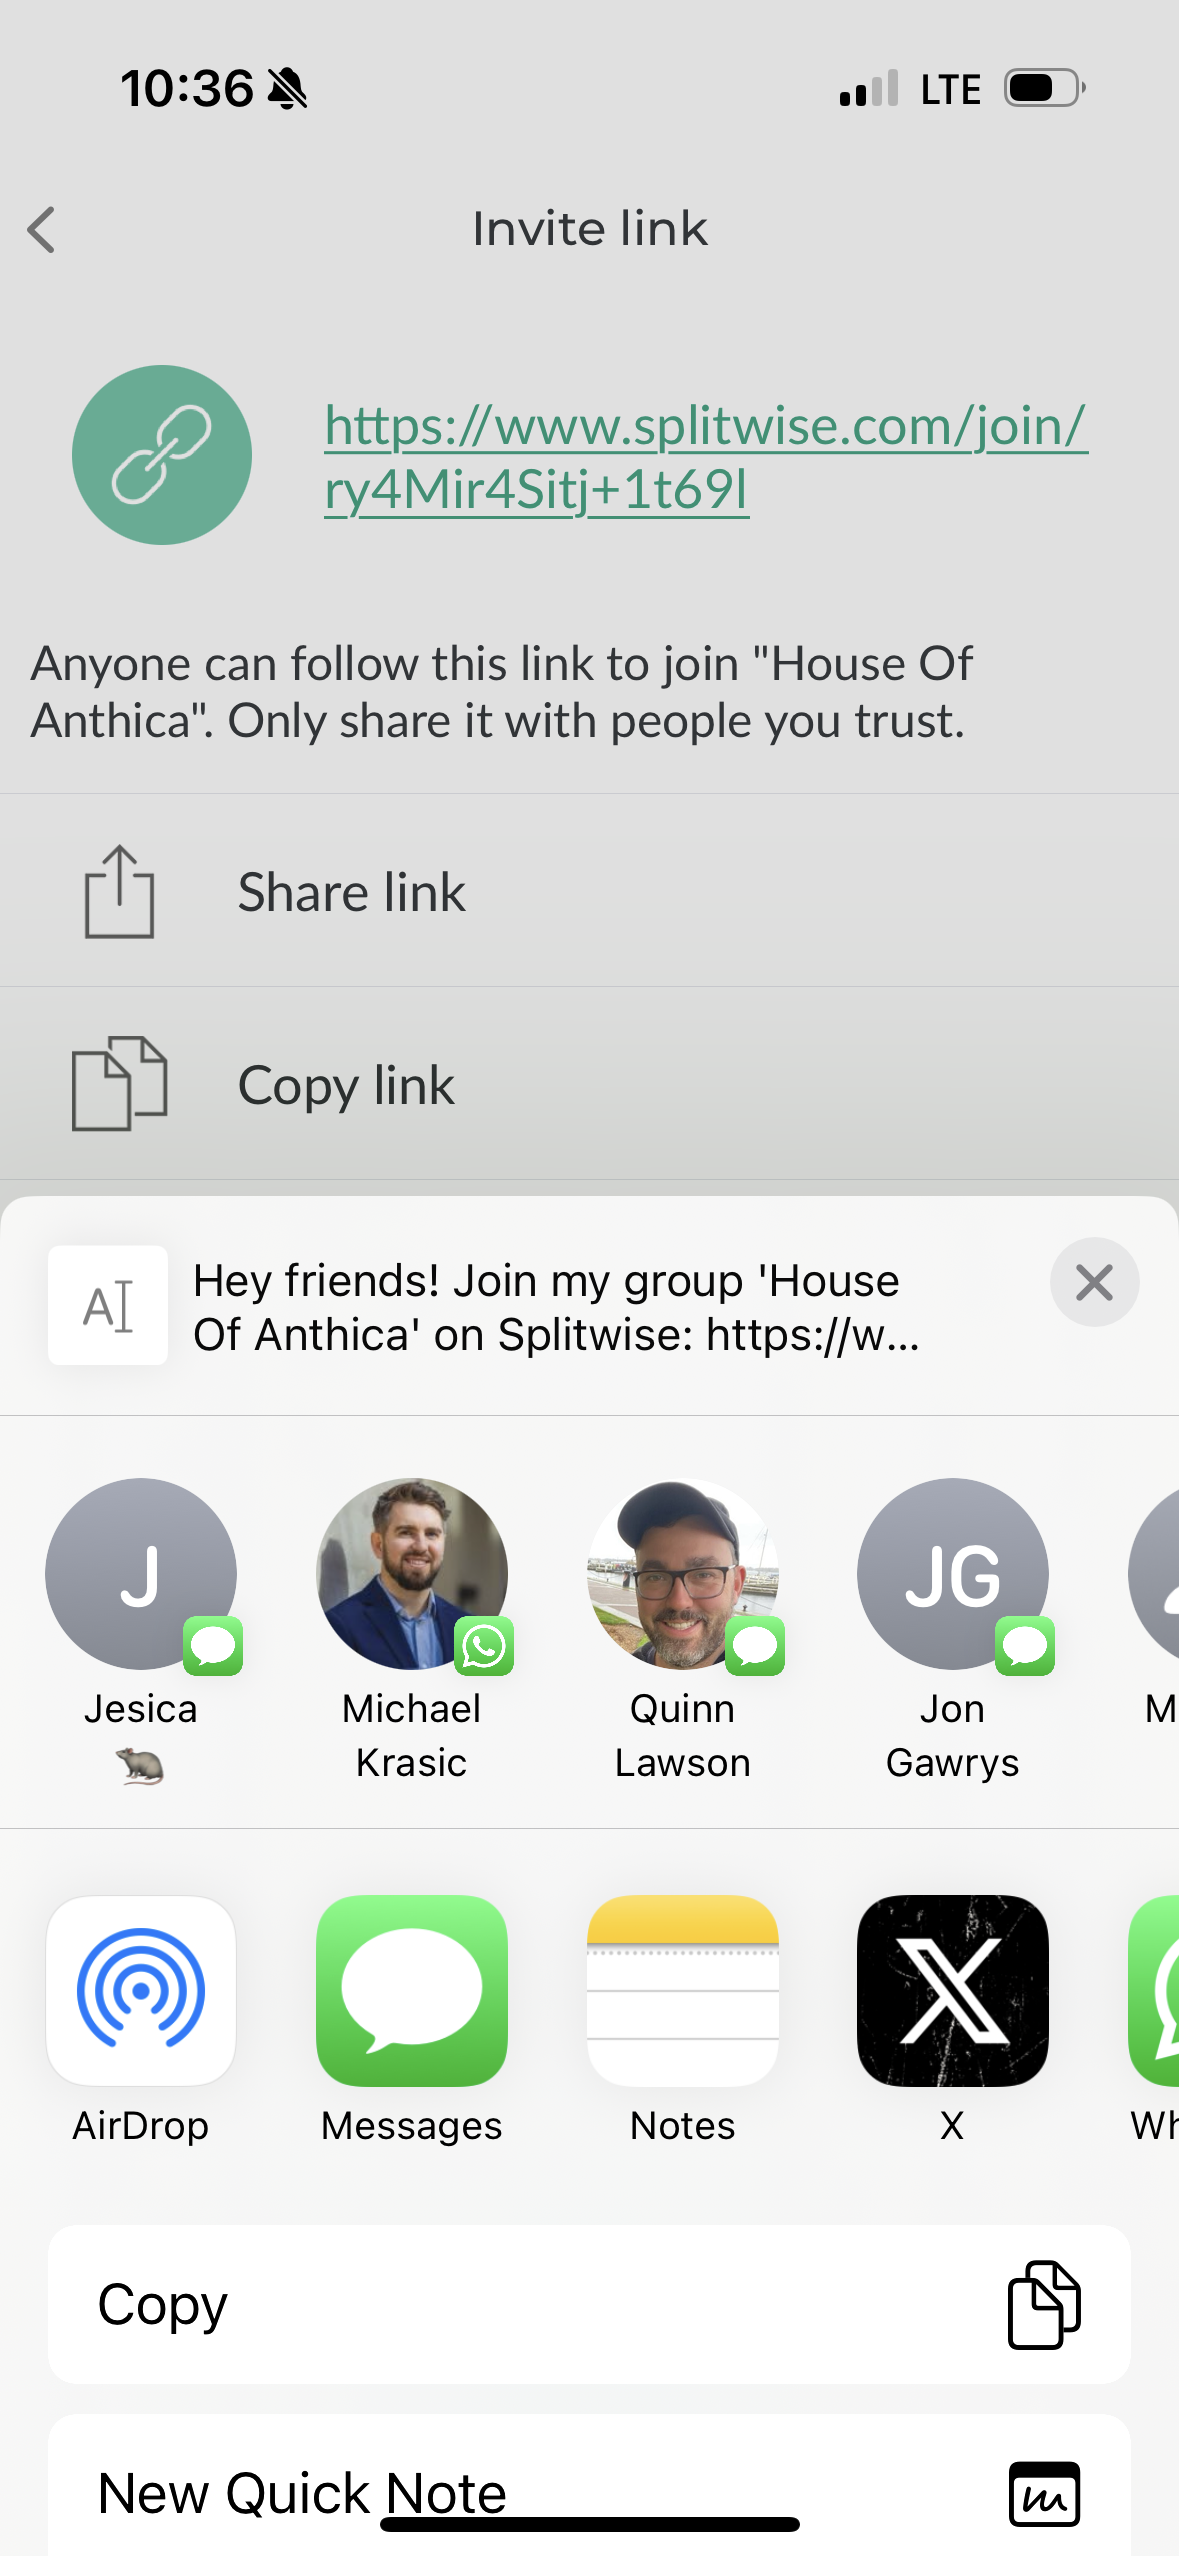 10:36
LTE
Invite link
https://www.splitwise.com/join/
ry4Mir4Sitj+1t69l
Anyone can follow this link to join "House Of
Anthica". Only share it with people you trust.
Share link
Copy link
Hey friends! Join my group 'House
Of Anthica' on Splitwise: https://w...
J
JG
Jesica
Michael
Krasic
Quinn
Lawson
Jon
Gawrys
M
AirDrop
Messages
Notes
X
Wh
Copy
New Quick Note